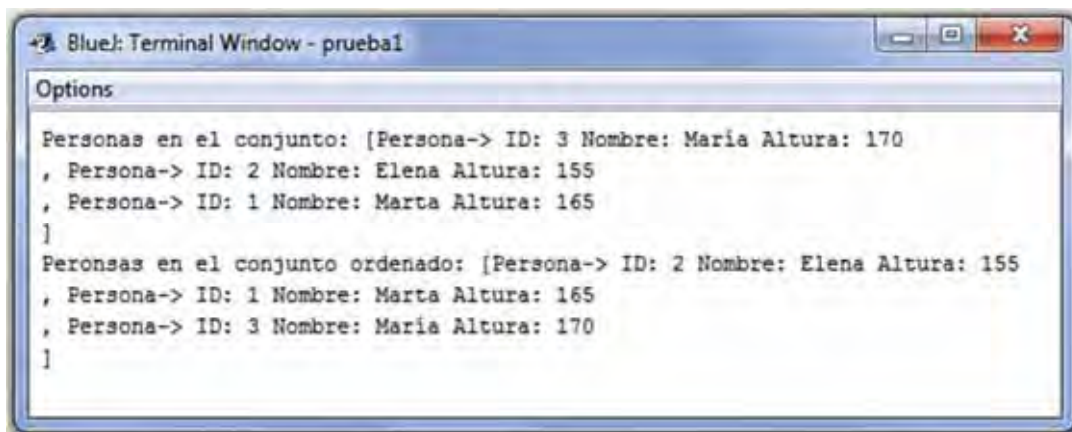 BlueJ: Terminal Window - prueba1
Options
Personas en el conjunto: [Persona-> ID: 3 Nombre: María Altura: 170
, Persona-> ID: 2 Nombre: Elena Altura: 155
, Persona-> ID: 1 Nombre: Marta Altura: 165
]
Peronsas en el conjunto ordenado: [Persona-> ID: 2 Nombre: Elena Altura: 155
, Persona-> ID: 1 Nombre: Marta Altura: 165
, Persona-> ID: 3 Nombre: María Altura: 170
]